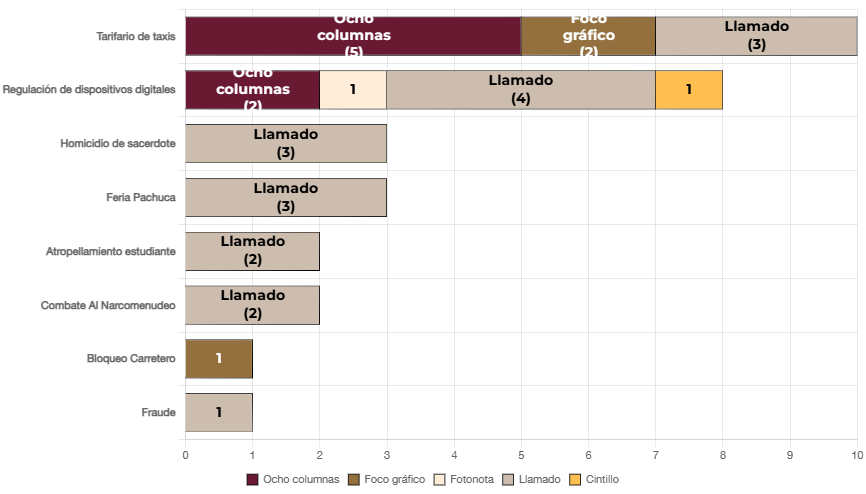 Tarifario de taxis
Ocho
columnas
(5)
Foco
gráfico
(2)
Llamado
(3)
Regulación de dispositivos digitales
Ocho
columnas
(2)
1
Llamado
(4)
1
Homicidio de sacerdote
Llamado
(3)
Feria Pachuca
Llamado
(3)
Atropellamiento estudiante
Llamado
(2)
Combate Al Narcomenudeo
Llamado
(2)
Bloqueo Carretero
1
Fraude
1
0 1 2 3 4 5 6 7 8 9 10
Ocho columnas Foco gráfico Fotonota Llamado Cintillo